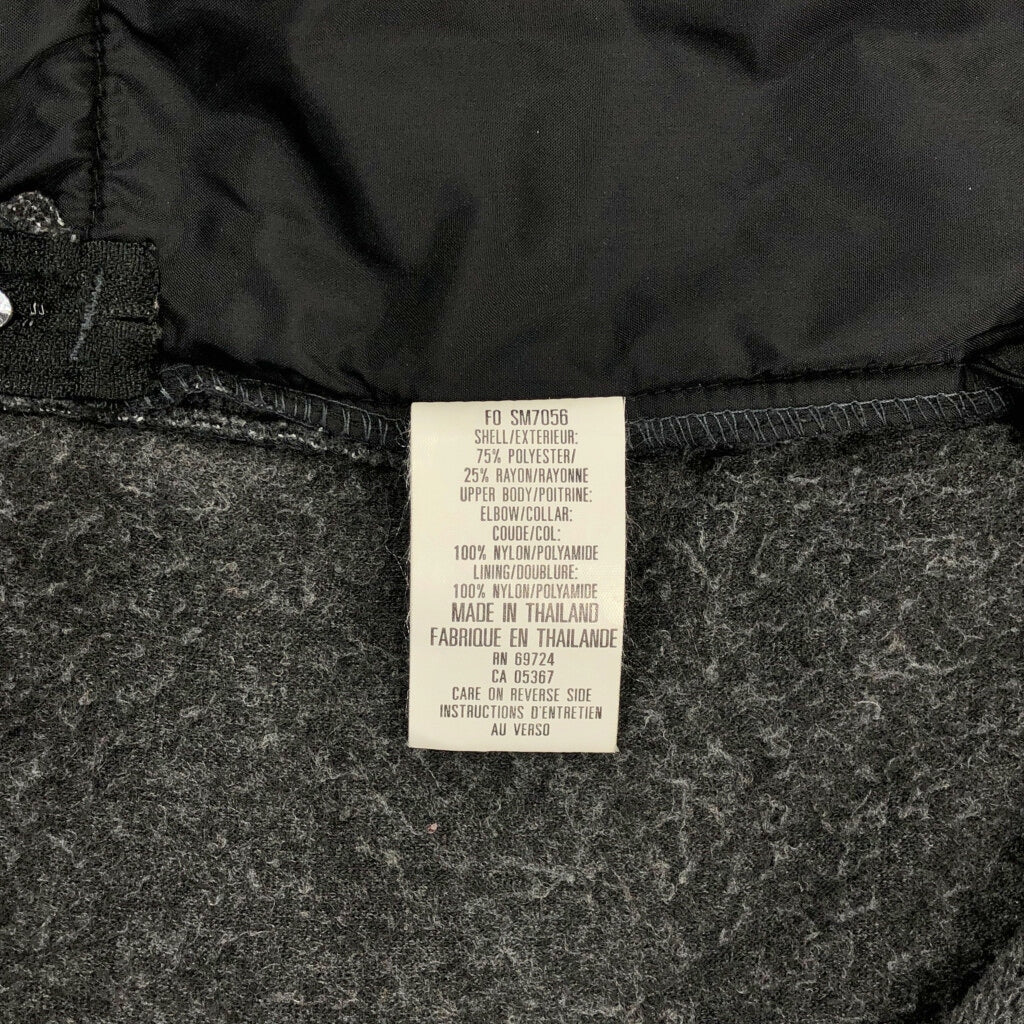 FO SM7056
SHELL/EXTERIEUR:
75% POLYESTER/
25% RAYON/RAYONNE
UPPER BODY/POITRINE:
ELBOW/COLLAR:
COUDE/COL:
100% NYLON/POLYAMIDE
LINING/DOUBLURE:
100% NYLON/POLYAMIDE
MADE IN THAILAND
FABRIQUE EN THAILANDE
RN 69724
CA 05367
CARE ON REVERSE SIDE
INSTRUCTIONS D'ENTRETIEN
AU VERSO